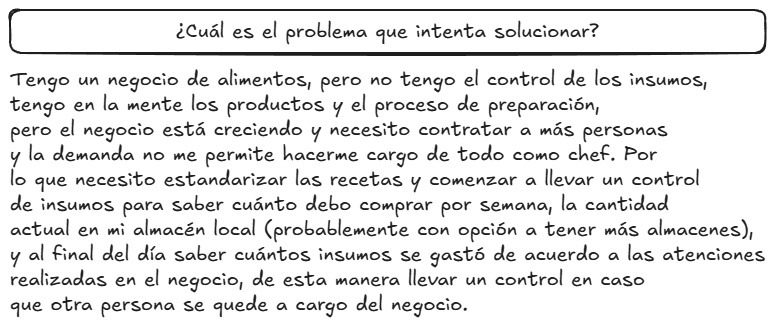 ¿Cuál es el problema que intenta solucionar?
Tengo un negocio de alimentos, pero no tengo el control de los insumos,
tengo en la mente los productos y el proceso de preparación,
pero el negocio está creciendo y necesito contratar a más personas
y la demanda no me permite hacerme cargo de todo como chef. Por
lo que necesito estandarizar las recetas y comenzar a llevar un control
de insumos para saber cuánto debo comprar por semana, la cantidad
actual en mi almacén local (probablemente con opción a tener más almacenes),
y al final del día saber cuántos insumos se gastó de acuerdo a las atenciones
realizadas en el negocio, de esta manera llevar un control en caso
que otra persona se quede a cargo del negocio.